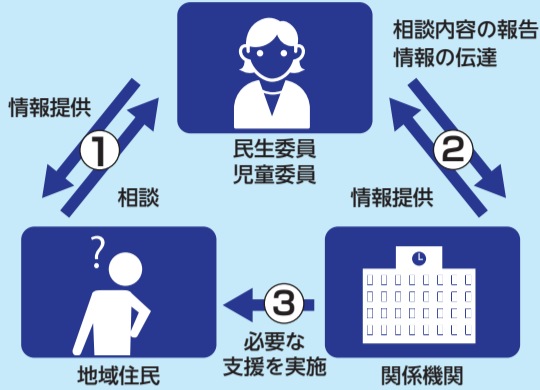 相談内容の報告
情報の伝達
情報提供
①
②
民生委員
児童委員
相談
情報提供
?
③
必要な
支援を実施
地域住民
関係機関